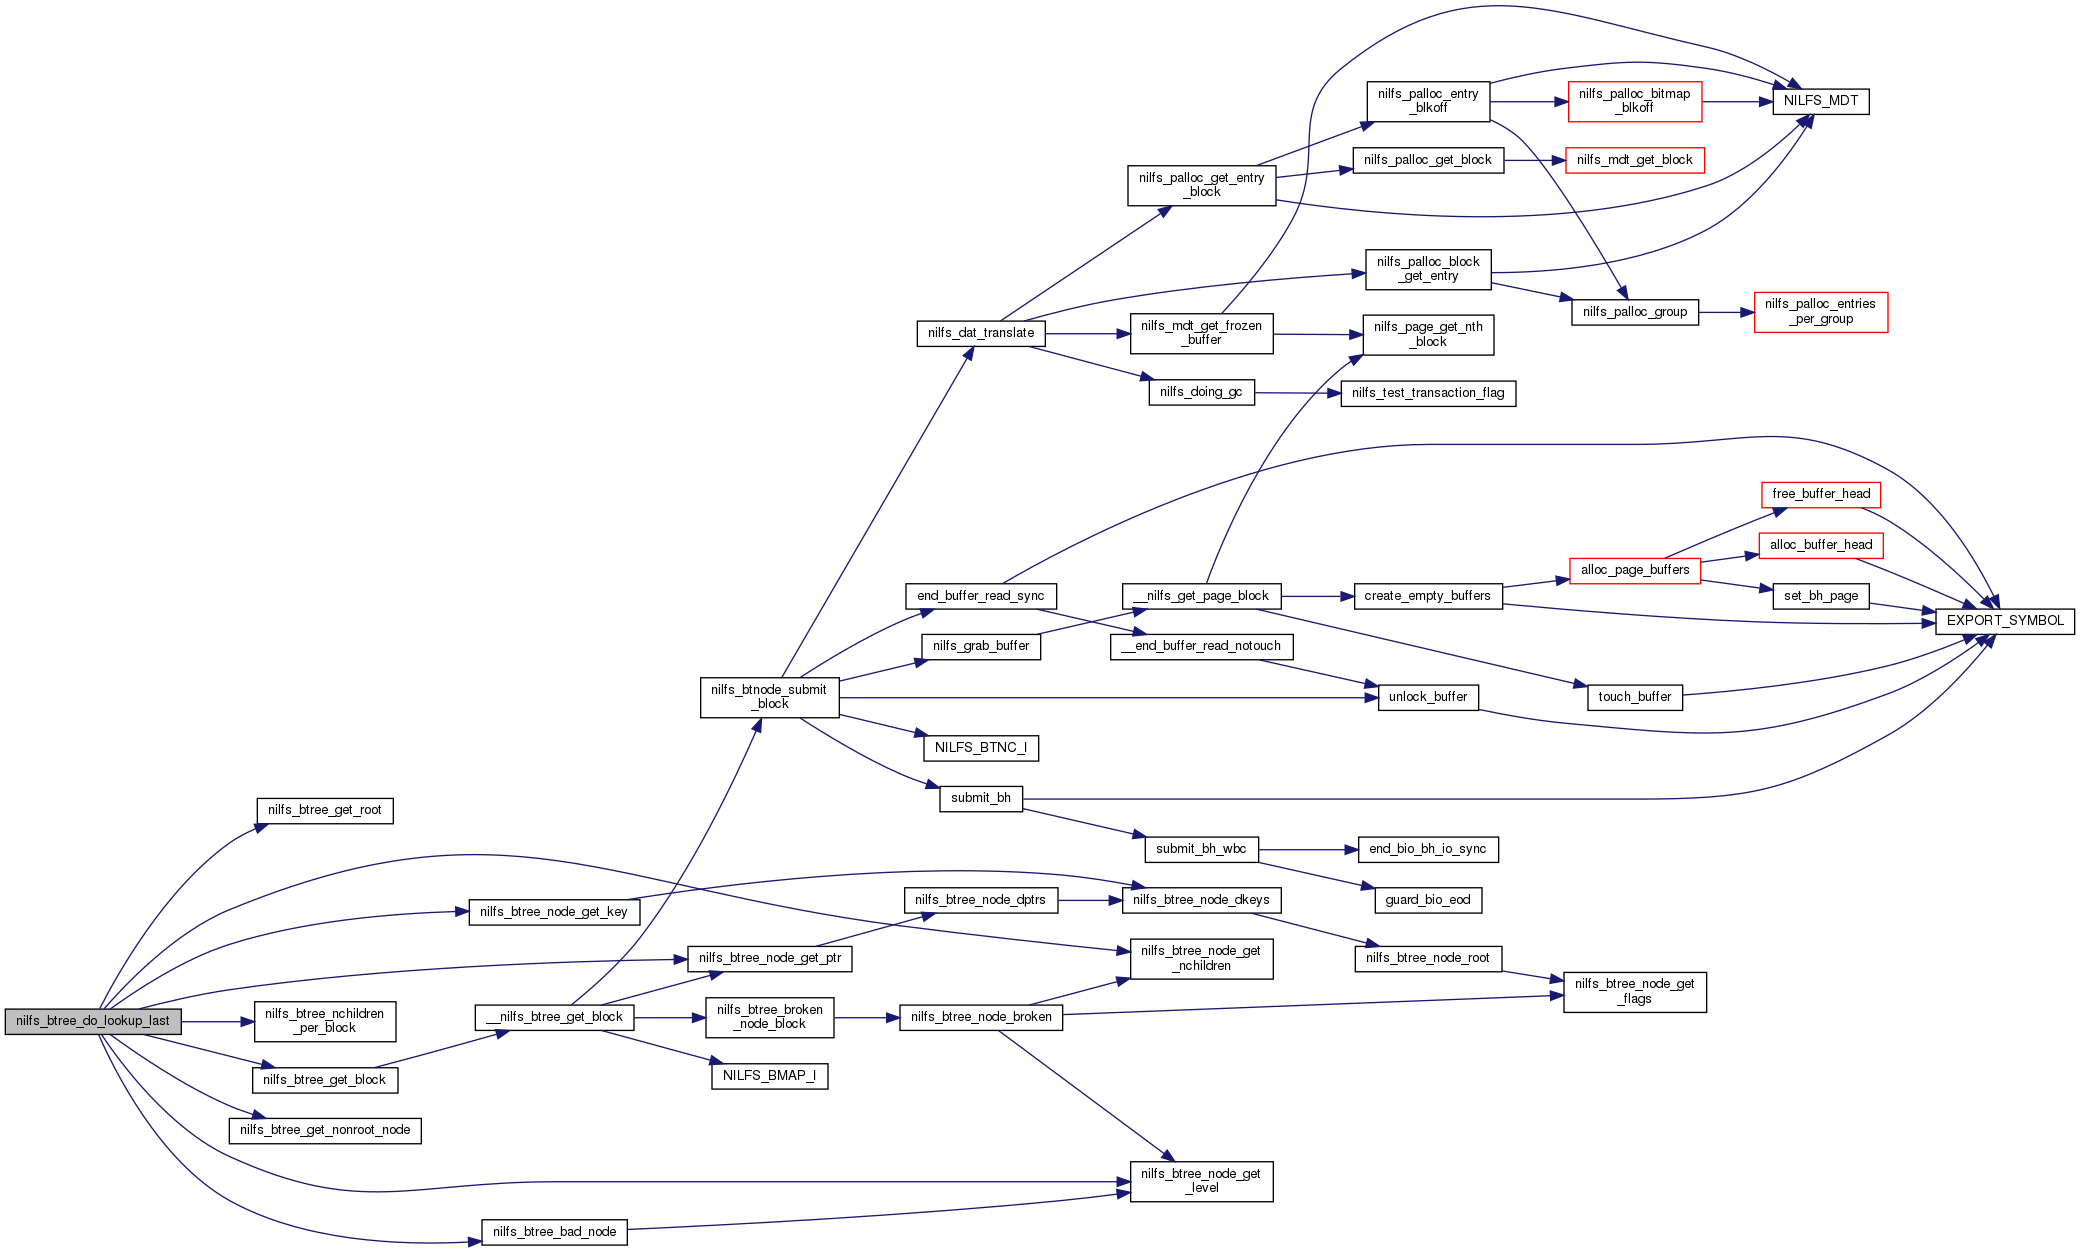 nilfs_palloc_entry
_blkoff
nilfs_palloc_bitmap
_blkoff
NILFS_MDT
nilfs_palloc_get_block
nilfs_mdt_get_block
nilfs_palloc_get_entry
_block
nilfs_palloc_block
_get_entry
nilfs_palloc_group
nilfs_palloc_entries
_per_group
nilfs_dat_translate
nilfs_mdt_get_frozen
_buffer
nilfs_page_get_nth
_block
nilfs_doing_gc
nilfs_test_transaction_flag
free_buffer_head
alloc_buffer_head
alloc_page_buffers
set_bh_page
EXPORT_SYMBOL
end_buffer_read_sync
__nilfs_get_page_block
create_empty_buffers
nilfs_grab_buffer
__end_buffer_read_notouch
nilfs_btnode_submit
_block
unlock_buffer
touch_buffer
NILFS_BTNC_I
submit_bh
nilfs_btree_get_root
submit_bh_wbc
end_bio_bh_io_sync
guard_bio_eod
nilfs_btree_node_get_key
nilfs_btree_node_dptrs
nilfs_btree_node_dkeys
nilfs_btree_node_get_ptr
nilfs_btree_node_get
_nchildren
nilfs_btree_node_root
nilfs_btree_node_get
_flags
nilfs_btree_do_lookup_last
nilfs_btree_nchildren
_per_block
__nilfs_btree_get_block
nilfs_btree_broken
_node_block
nilfs_btree_node_broken
nilfs_btree_get_block
NILFS_BMAP_I
nilfs_btree_get_nonroot_node
nilfs_btree_node_get
_level
nilfs_btree_bad_node